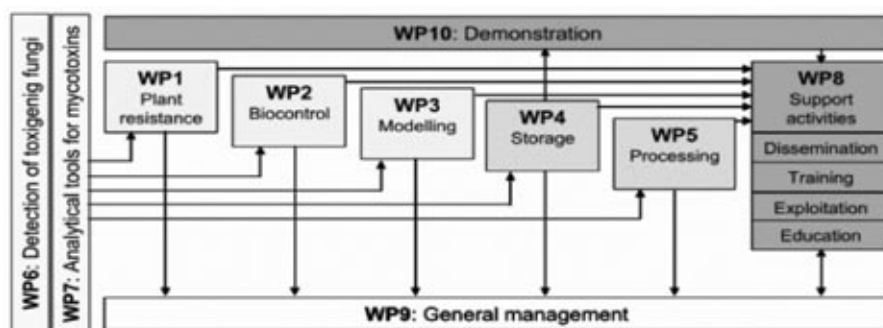 WP6: Detection of toxigenig fungi
WP7: Analytical tools for mycotoxins
WP10: Demonstration
WP1
Plant
resistance
WP2
Biocontrol
WP3
Modelling
WP4
Storage
WP5
Processing
WP8
Support
activities
Dissemination
Training
Exploitation
Education
WP9: General management